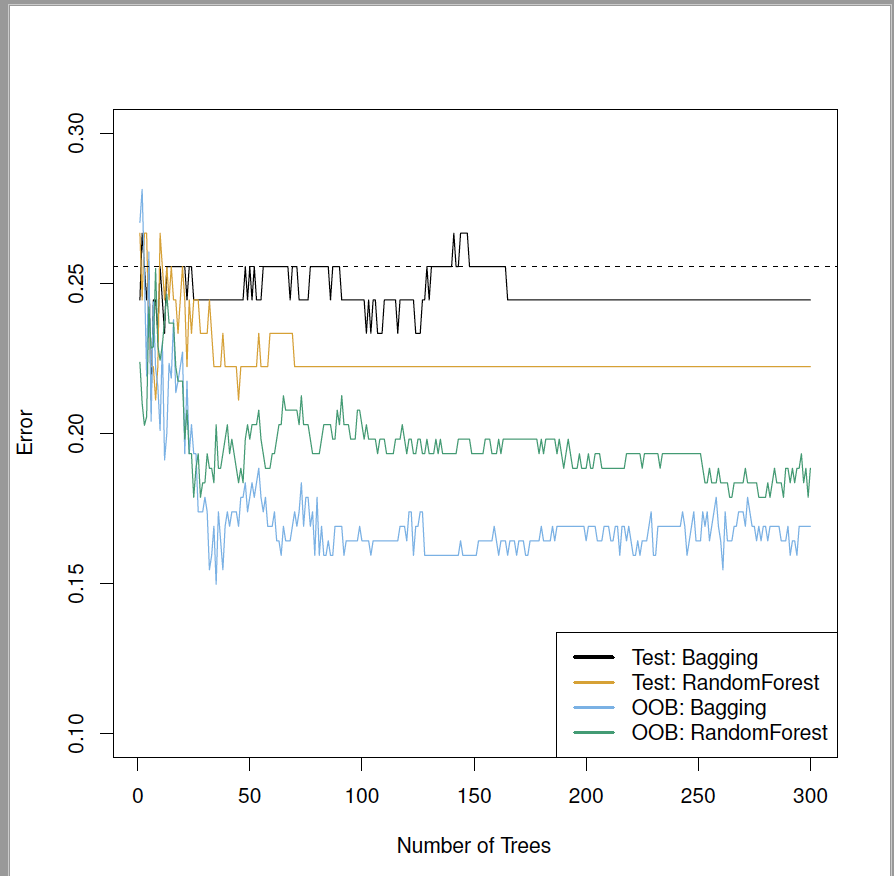 0.30
0.25
0.20
0.15
0.10
Error
Test: Bagging
Test: RandomForest
OOB: Bagging
OOB: RandomForest
0 50 100 150 200 250 300
Number of Trees